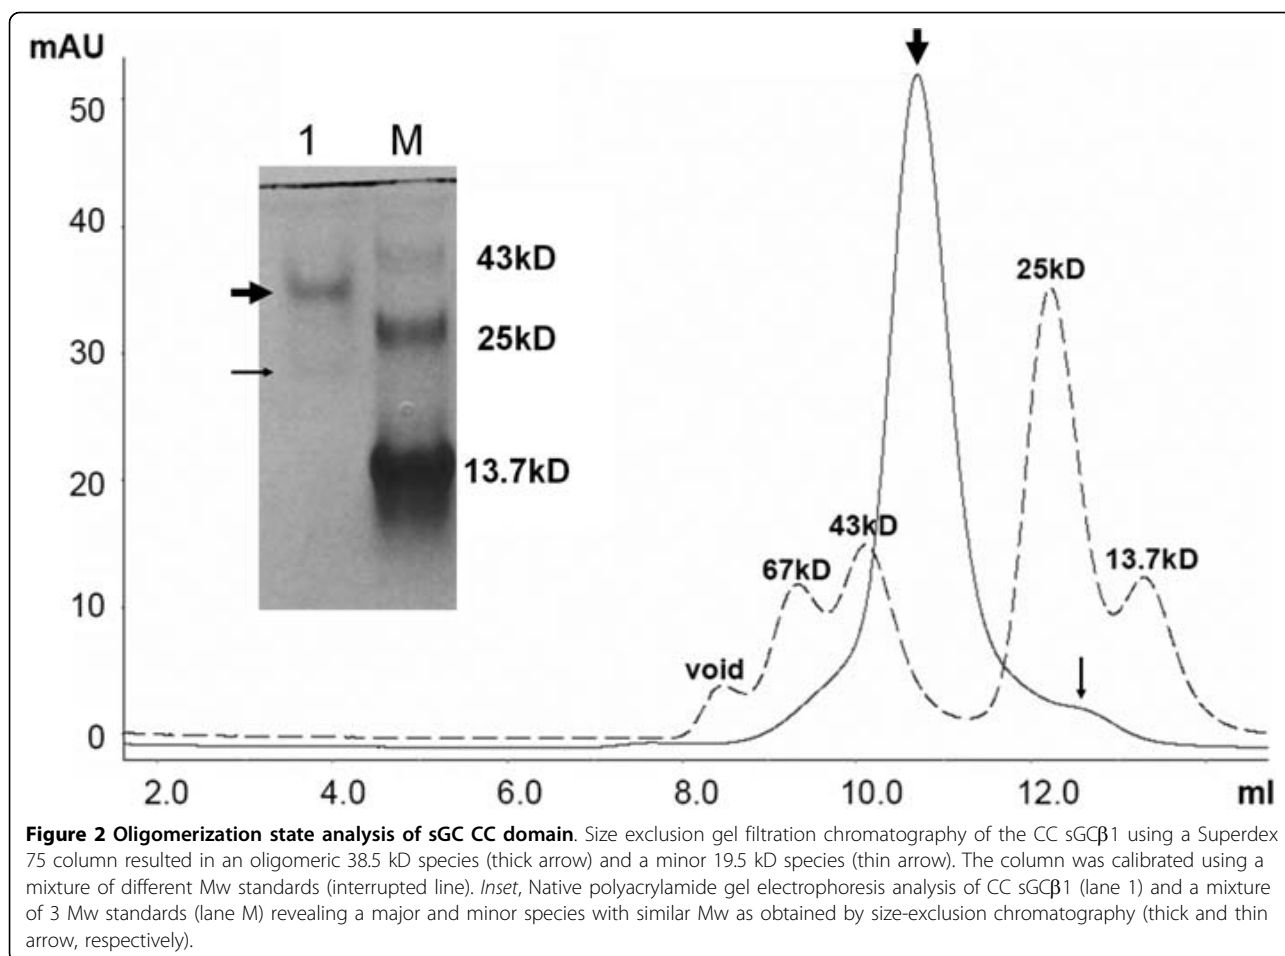 mAU
50
40
30
20
10
0
1 M
43kD
25kD
13.7kD
void
67kD
43kD
25kD
13.7kD
2.0 4.0 6.0 8.0 10.0 12.0 ml
Figure 2 Oligomerization state analysis of sGC CC domain. Size exclusion gel filtration chromatography of the CC sGCβ1 using a Superdex
75 column resulted in an oligomeric 38.5 kD species (thick arrow) and a minor 19.5 kD species (thin arrow). The column was calibrated using a
mixture of different Mw standards (interrupted line). Inset, Native polyacrylamide gel electrophoresis analysis of CC sGCβ1 (lane 1) and a mixture
of 3 Mw standards (lane M) revealing a major and minor species with similar Mw as obtained by size-exclusion chromatography (thick and thin
arrow, respectively).